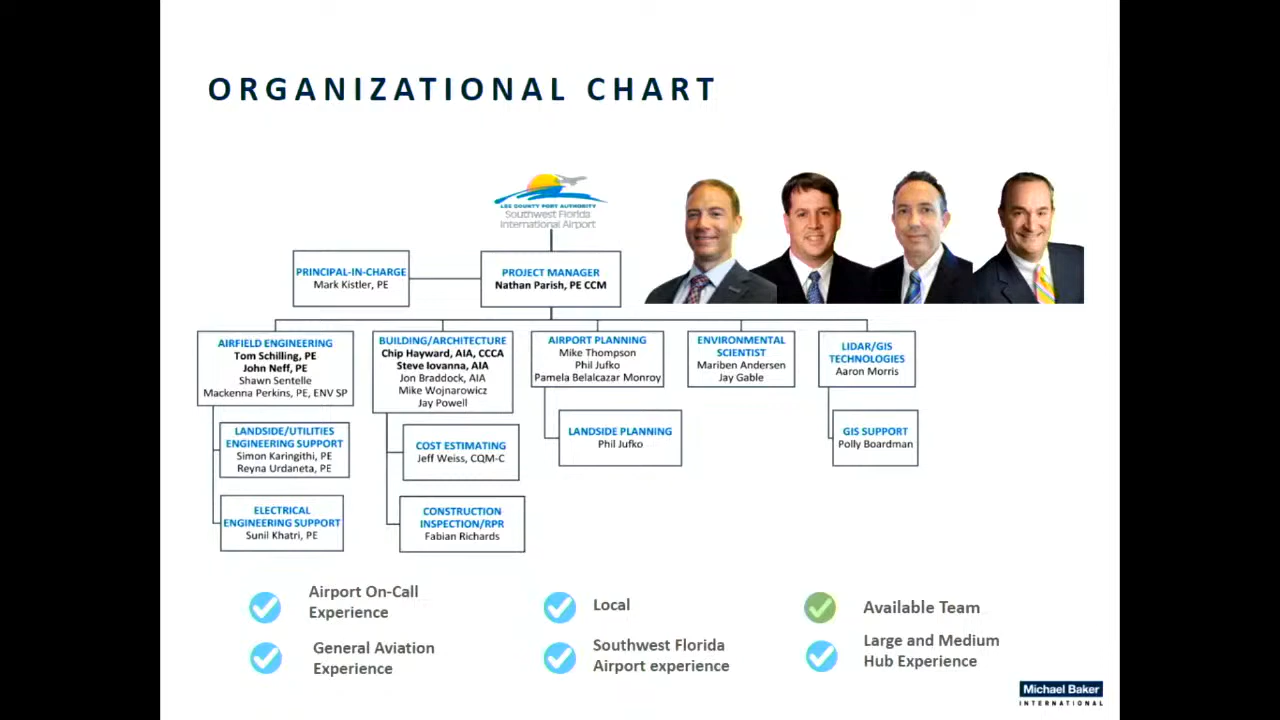 ORGANIZATIONAL CHART
LEE COUNTY PORT AUTHORITY
Southwest Florida
International Airport
PRINCIPAL-IN-CHARGE
Mark Kistler, PE
PROJECT MANAGER
Nathan Parish, PE CCM
AIRFIELD ENGINEERING
Tom Schilling, PE
John Neff, PE
Shawn Sentelle
Mackenna Perkins, PE, ENV SP
BUILDING/ARCHITECTURE
Chip Hayward, AIA, CCCA
Steve Iovanna, AIA
Jon Braddock, AIA
Mike Wojnarowicz
Jay Powell
AIRPORT PLANNING
Mike Thompson
Phil Jufko
Pamela Belalcazar Monroy
ENVIRONMENTAL
SCIENTIST
Mariben Andersen
Jay Gable
LIDAR/GIS
TECHNOLOGIES
Aaron Morris
LANDSIDE/UTILITIES
ENGINEERING SUPPORT
Simon Karingithi, PE
Reyna Urdaneta, PE
COST ESTIMATING
Jeff Weiss, CQM-C
LANDSIDE PLANNING
Phil Jufko
GIS SUPPORT
Polly Boardman
ELECTRICAL
ENGINEERING SUPPORT
Sunil Khatri, PE
CONSTRUCTION
INSPECTION/RPR
Fabian Richards
Airport On-Call
Experience
Local
Available Team
General Aviation
Experience
Southwest Florida
Airport experience
Large and Medium
Hub Experience
Michael Baker
INTERNATIONAL